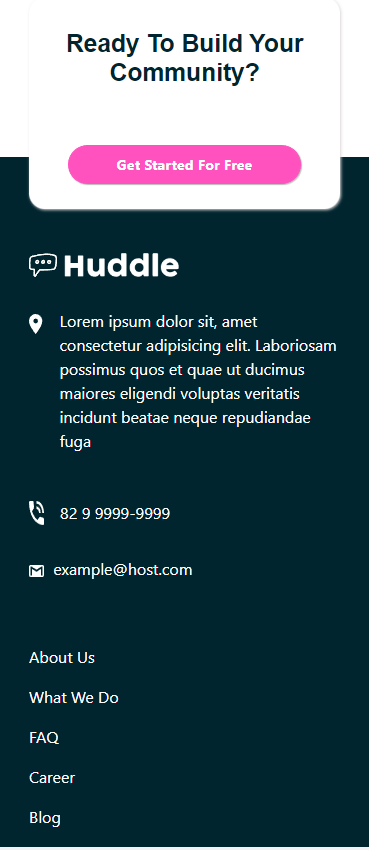 Ready To Build Your
Community?
Get Started For Free
Huddle
Lorem ipsum dolor sit, amet
consectetur adipisicing elit. Laboriosam
possimus quos et quae ut ducimus
maiores eligendi voluptas veritatis
incidunt beatae neque repudiandae
fuga
82 9 9999-9999
example@host.com
About Us
What We Do
FAQ
Career
Blog